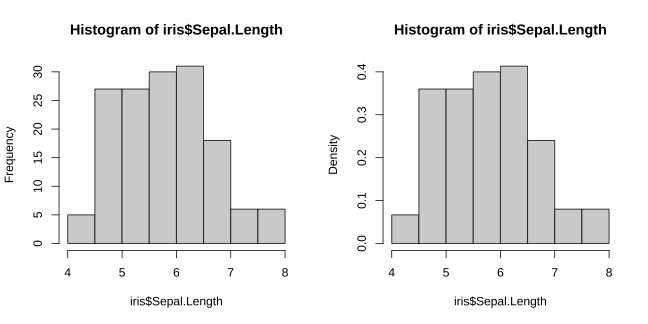 Histogram of iris$Sepal.Length
Frequency
30
25
20
15
10
5
0
4 5 6 7 8
iris$Sepal.Length
Histogram of iris$Sepal.Length
Density
0.4
0.3
0.2
0.1
0.0
4 5 6 7 8
iris$Sepal.Length